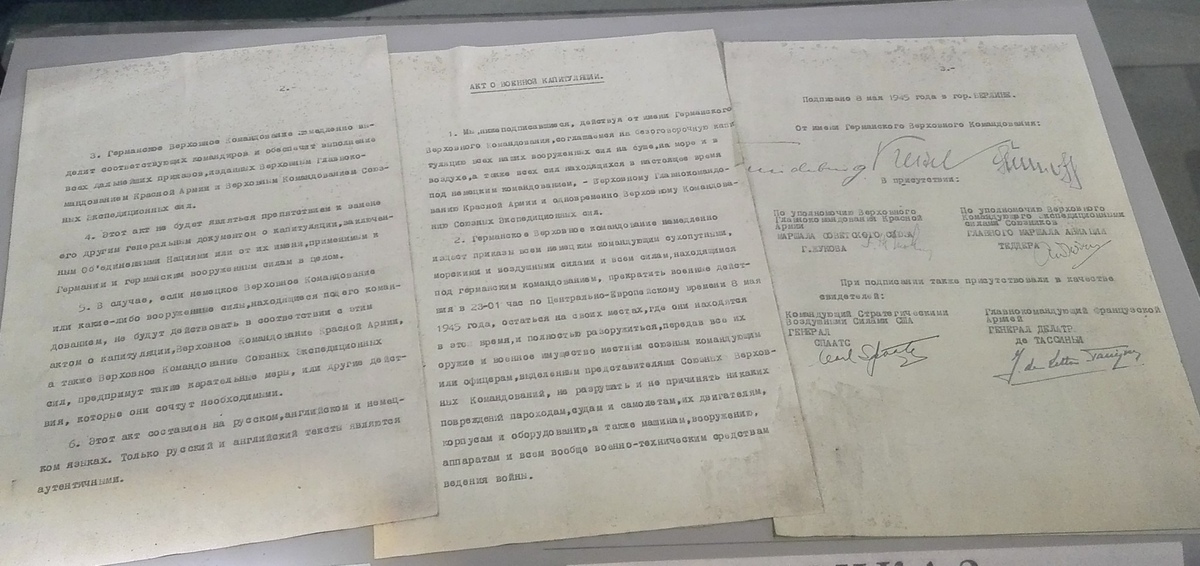 2.-
3. Германское Верховное Командование немедленно вы-
делит соответствующих командиров и обеспечит выполнение
всех дальнейших приказов, изданных Верховным Главноко-
мандованием Красной Армии и Верховным Командованием Союз-
ных Экспедиционных сил.
4. Этот акт не будет являться препятствием к замене
его другим генеральным документом о капитуляции, заключен-
ным Об'единенными Нациями или от их имени, применимым к
Германии и германским вооруженным силам в целом.
5. В случае, если немецкое Верховное Командование
или какие-либо вооруженные силы, находящиеся под его коман-
дованием, не будут действовать в соответствии с этим
актом о капитуляции, Верховное Командование Красной Армии,
а также Верховное Командование Союзных Экспедиционных
сил, предпримут такие карательные меры, или другие дейст-
вия, которые они сочтут необходимыми.
6. Этот акт составлен на русском, английском и немец-
ком языках. Только русский и английский тексты являются
аутентичными.
АКТ О ВОЕННОЙ КАПИТУЛЯЦИИ.
1. Мы, нижеподписавшиеся, действуя от имени Германского
Верховного Командования, соглашаемся на безоговорочную капи-
туляцию всех наших вооруженных сил на суше, на море и в
воздухе, а также всех сил, находящихся в настоящее время
под немецким командованием, - Верховному Главнокомандо-
ванию Красной Армии и одновременно Верховному Командова-
нию Союзных Экспедиционных сил.
2. Германское Верховное командование немедленно
издаст приказы всем немецким командующим сухопутными,
морскими и воздушными силами и всем силам, находящимся
под германским командованием, прекратить военные дейст-
вия в 23-01 час по Центрально-Европейскому времени 8 мая
1945 года, остаться на своих местах, где они находятся
в это время, и полностью разоружиться, передав все их
оружие и военное имущество местным союзным командующим
или офицерам, выделенным представителями Союзных Верхов-
ных Командований, не разрушать и не причинять никаких
повреждений пароходам, судам и самолетам, их двигателям,
корпусам и оборудованию, а также машинам, вооружению,
аппаратам и всем вообще военно-техническим средствам
ведения войны.
3.-
Подписано 8 мая 1945 года в гор. БЕРЛИНЕ.
От имени Германского Верховного Командования:
Keitel Stumpff
В присутствии:
По уполномочию Верховного
Главнокомандования Красной
Армии
МАРШАЛА СОВЕТСКОГО СОЮЗА
Г. ЖУКОВА
По уполномочию Верховного
Командующего Экспедиционными
силами Союзников
ГЛАВНОГО МАРШАЛА АВИАЦИИ
ТЕДДЕРА
При подписании также присутствовали в качестве
свидетелей:
Командующий Стратегическими
Воздушными Силами США
ГЕНЕРАЛ
СПААТС
Carl Spaatz
Главнокомандующий Французской
Армией
ГЕНЕРАЛ ДЕЛАТР
де ТАССИНЬИ
J. de Lattre Tassigny